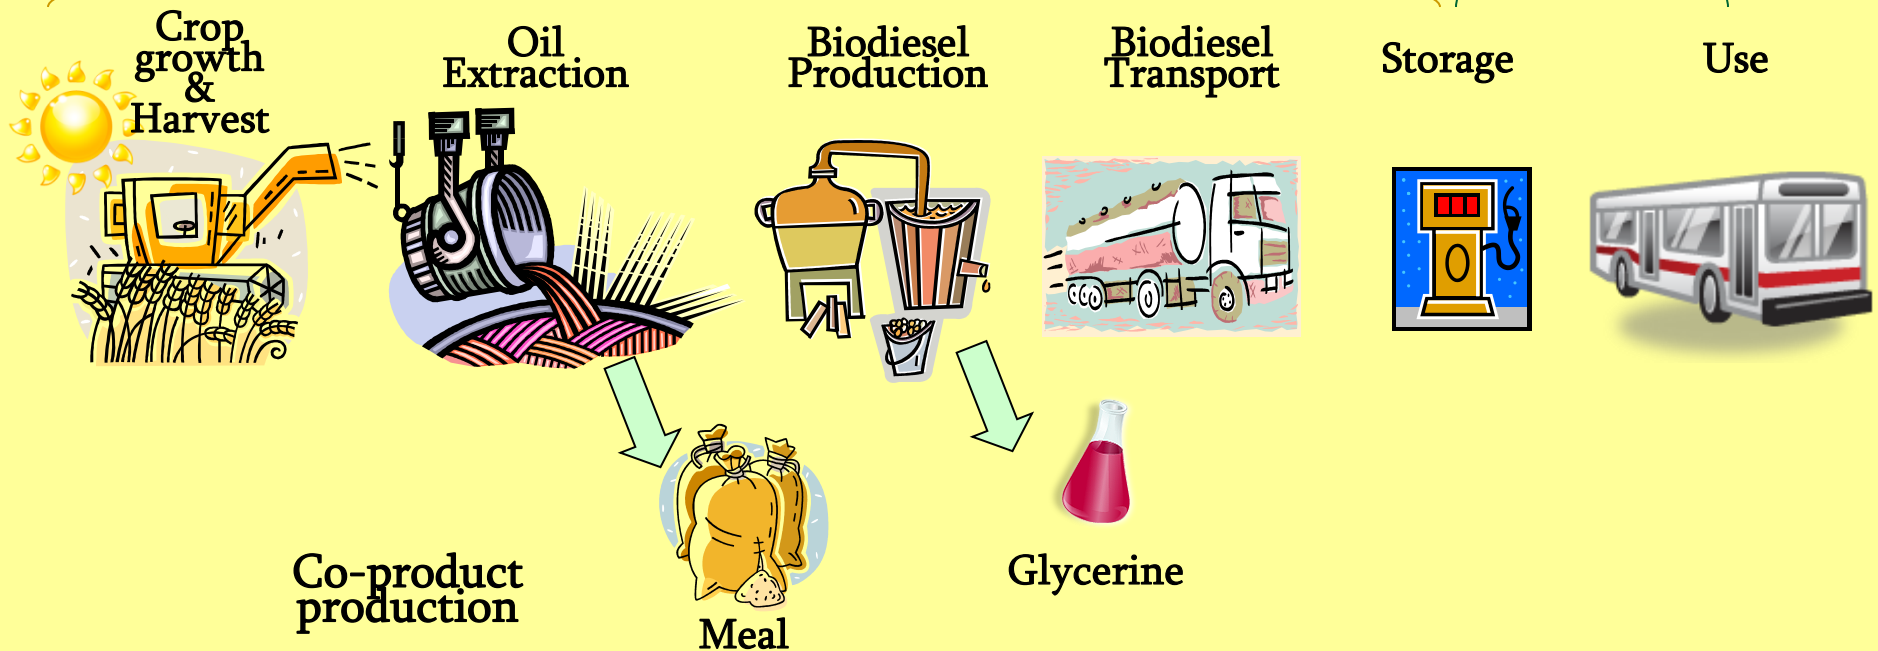 Crop
growth
&
Harvest
Oil
Extraction
Biodiesel
Production
Biodiesel
Transport
Storage
Use
Co-product
production
Meal
Glycerine